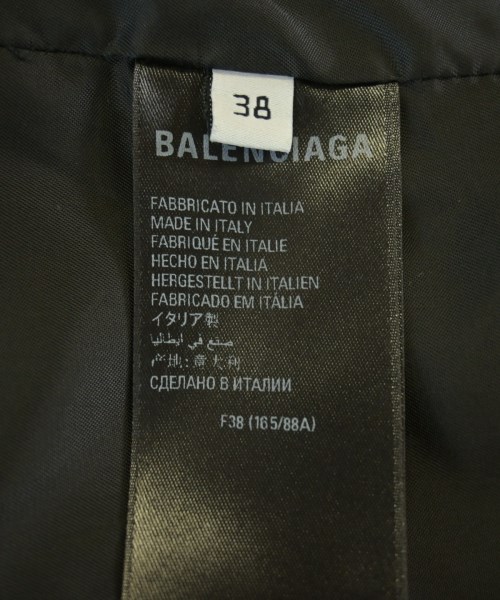 38
BALENCIAGA
FABBRICATO IN ITALIA
MADE IN ITALY
FABRIQUÉ EN ITALIE
HECHO EN ITALIA
HERGESTELLT IN ITALIEN
FABRICADO EM ITÁLIA
イタリア製
صنع في ايطاليا
产地:意大利
СДЕЛАНО В ИТАЛИИ
F38 (165/88A)